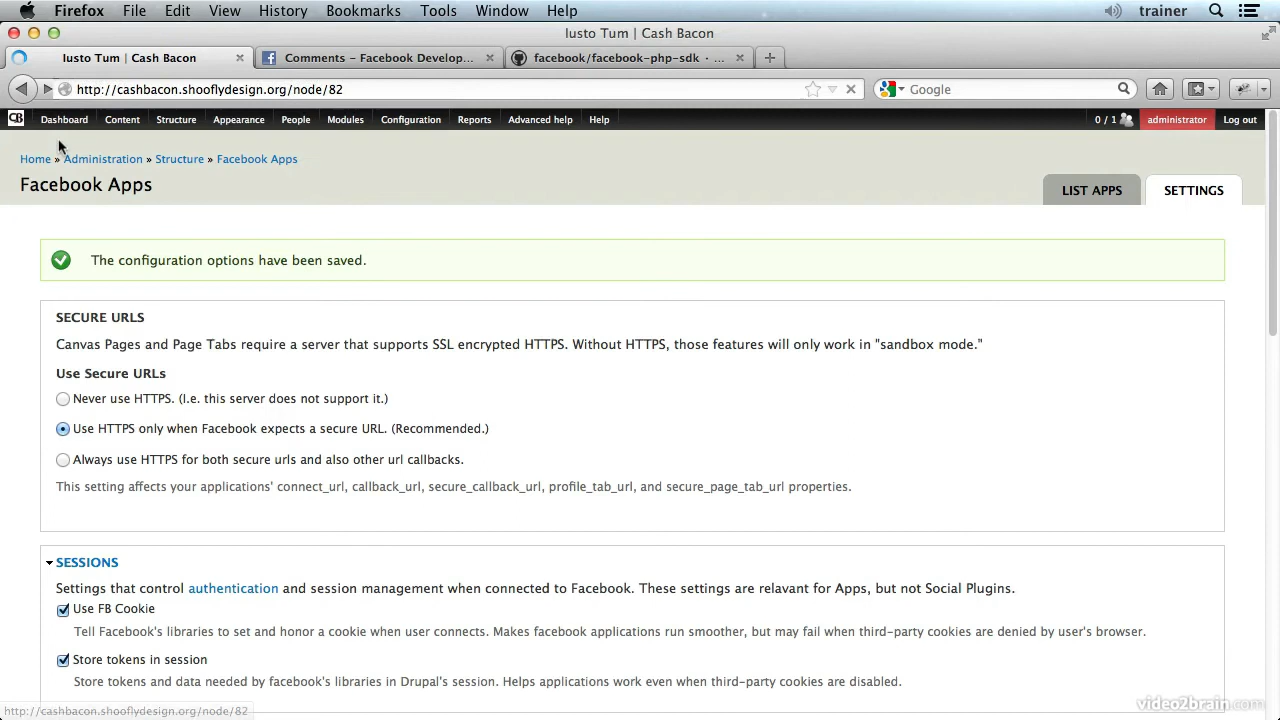 Firefox File Edit View History Bookmarks Tools Window Help trainer
Iusto Tum | Cash Bacon
Iusto Tum | Cash Bacon Comments – Facebook Develop... facebook/facebook-php-sdk · ...
http://cashbacon.shooflydesign.org/node/82 Google
CB Dashboard Content Structure Appearance People Modules Configuration Reports Advanced help Help 0 / 1 administrator Log out
Home » Administration » Structure » Facebook Apps
Facebook Apps
LIST APPS SETTINGS
The configuration options have been saved.
SECURE URLS
Canvas Pages and Page Tabs require a server that supports SSL encrypted HTTPS. Without HTTPS, those features will only work in "sandbox mode."
Use Secure URLs
Never use HTTPS. (I.e. this server does not support it.)
Use HTTPS only when Facebook expects a secure URL. (Recommended.)
Always use HTTPS for both secure urls and also other url callbacks.
This setting affects your applications' connect_url, callback_url, secure_callback_url, profile_tab_url, and secure_page_tab_url properties.
SESSIONS
Settings that control authentication and session management when connected to Facebook. These settings are relavant for Apps, but not Social Plugins.
Use FB Cookie
Tell Facebook's libraries to set and honor a cookie when user connects. Makes facebook applications run smoother, but may fail when third-party cookies are denied by user's browser.
Store tokens in session
Store tokens and data needed by facebook's libraries in Drupal's session. Helps applications work even when third-party cookies are disabled.
http://cashbacon.shooflydesign.org/node/82
video2brain.com